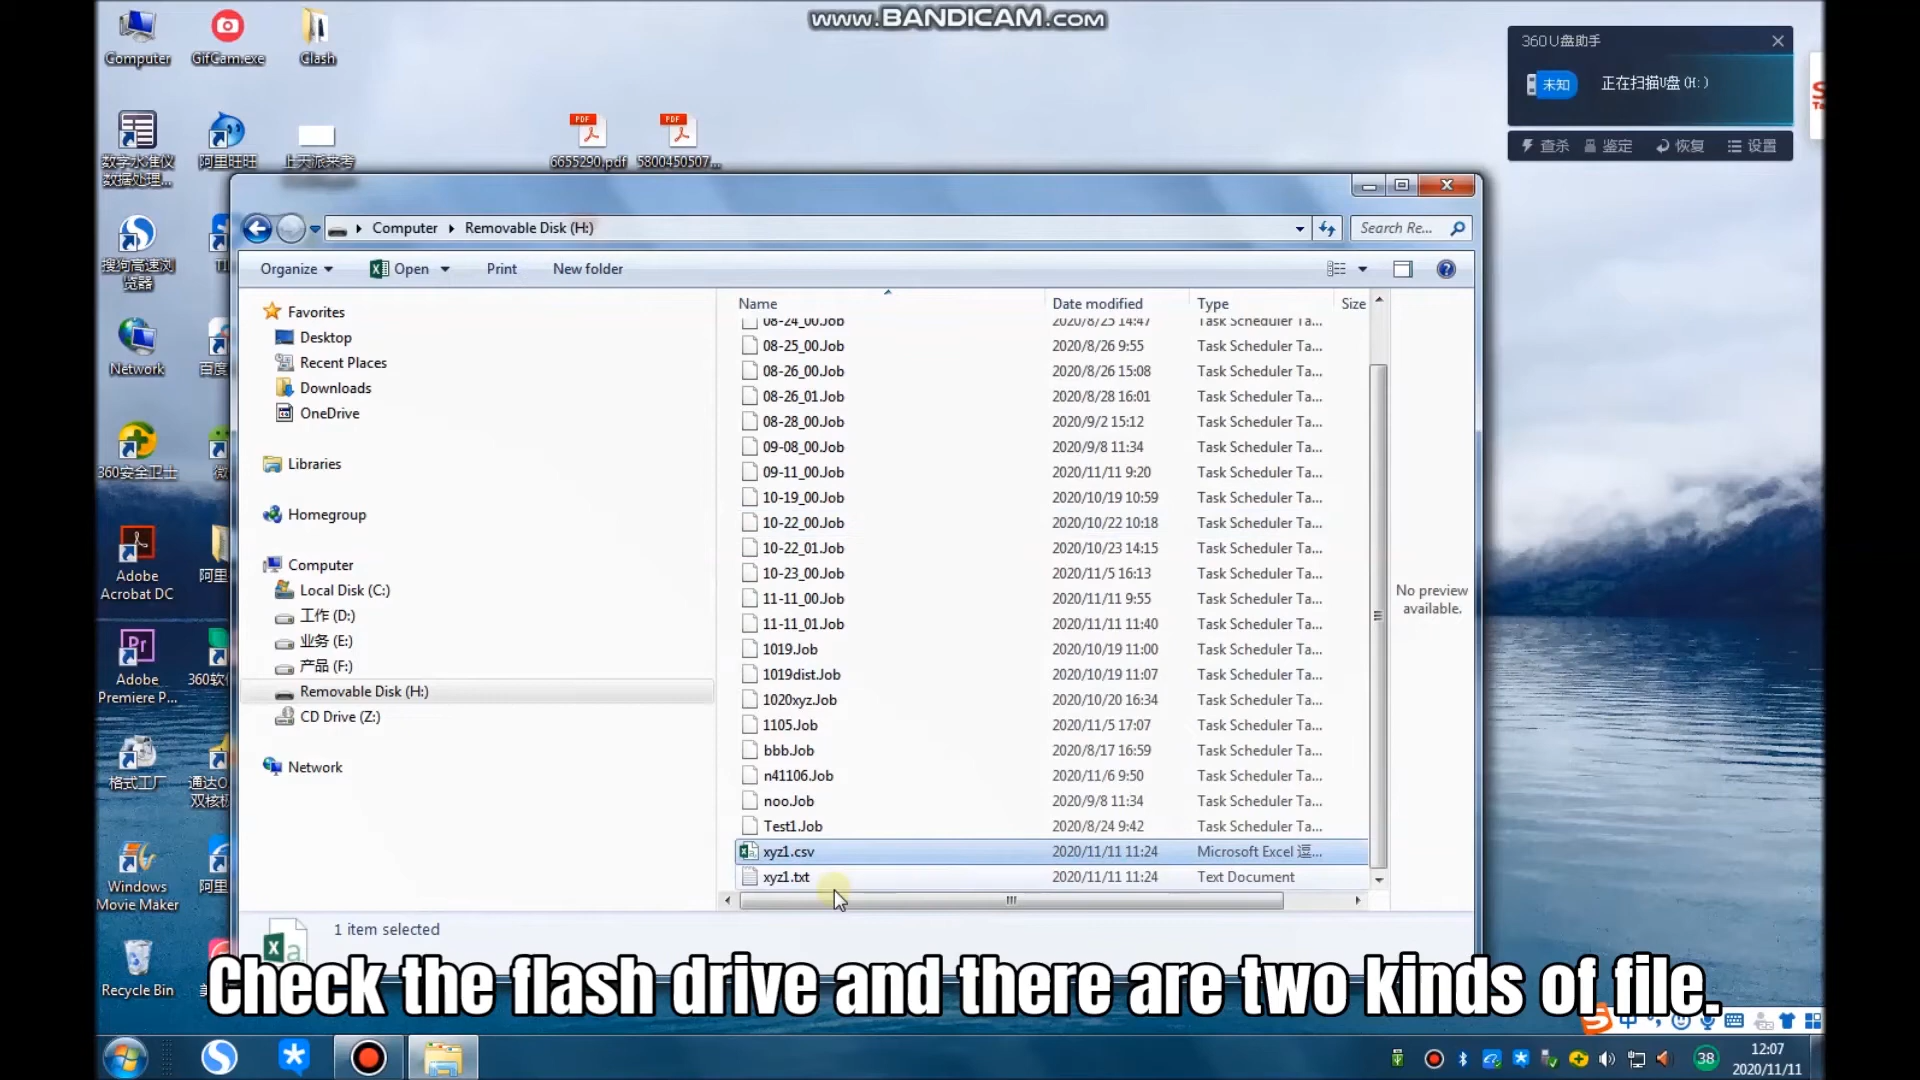 www.BANDICAM.com
Computer
GifCam.exe
Clash
360U盘助手
未知
正在扫描U盘 (H: )
查杀
鉴定
恢复
设置
数字水准仪
数据处理...
阿里旺旺
上天派来考
6655290.pdf
5800450507...
Computer
Removable Disk (H:)
Search Re...
Organize
Open
Print
New folder
搜狗高速浏
览器
Network
360安全卫士
Adobe
Acrobat DC
Adobe
Premiere P...
格式工厂
双核
Windows
Movie Maker
Recycle Bin
Favorites
Desktop
Recent Places
Downloads
OneDrive
Libraries
Homegroup
Computer
Local Disk (C:)
工作 (D:)
业务 (E:)
产品 (F:)
Removable Disk (H:)
CD Drive (Z:)
Network
Name Date modified Type Size
08-24_00.Job 2020/8/25 14:47 Task Scheduler Ta...
08-25_00.Job 2020/8/26 9:55 Task Scheduler Ta...
08-26_00.Job 2020/8/26 15:08 Task Scheduler Ta...
08-26_01.Job 2020/8/28 16:01 Task Scheduler Ta...
08-28_00.Job 2020/9/2 15:12 Task Scheduler Ta...
09-08_00.Job 2020/9/8 11:34 Task Scheduler Ta...
09-11_00.Job 2020/11/11 9:20 Task Scheduler Ta...
10-19_00.Job 2020/10/19 10:59 Task Scheduler Ta...
10-22_00.Job 2020/10/22 10:18 Task Scheduler Ta...
10-22_01.Job 2020/10/23 14:15 Task Scheduler Ta...
10-23_00.Job 2020/11/5 16:13 Task Scheduler Ta...
11-11_00.Job 2020/11/11 9:55 Task Scheduler Ta...
11-11_01.Job 2020/11/11 11:40 Task Scheduler Ta...
1019.Job 2020/10/19 11:00 Task Scheduler Ta...
1019dist.Job 2020/10/19 11:07 Task Scheduler Ta...
1020xyz.Job 2020/10/20 16:34 Task Scheduler Ta...
1105.Job 2020/11/5 17:07 Task Scheduler Ta...
bbb.Job 2020/8/17 16:59 Task Scheduler Ta...
n41106.Job 2020/11/6 9:50 Task Scheduler Ta...
noo.Job 2020/9/8 11:34 Task Scheduler Ta...
Test1.Job 2020/8/24 9:42 Task Scheduler Ta...
xyz1.csv 2020/11/11 11:24 Microsoft Excel 逗...
xyz1.txt 2020/11/11 11:24 Text Document
No preview
available.
1 item selected
Check the flash drive and there are two kinds of file.
38
12:07
2020/11/11